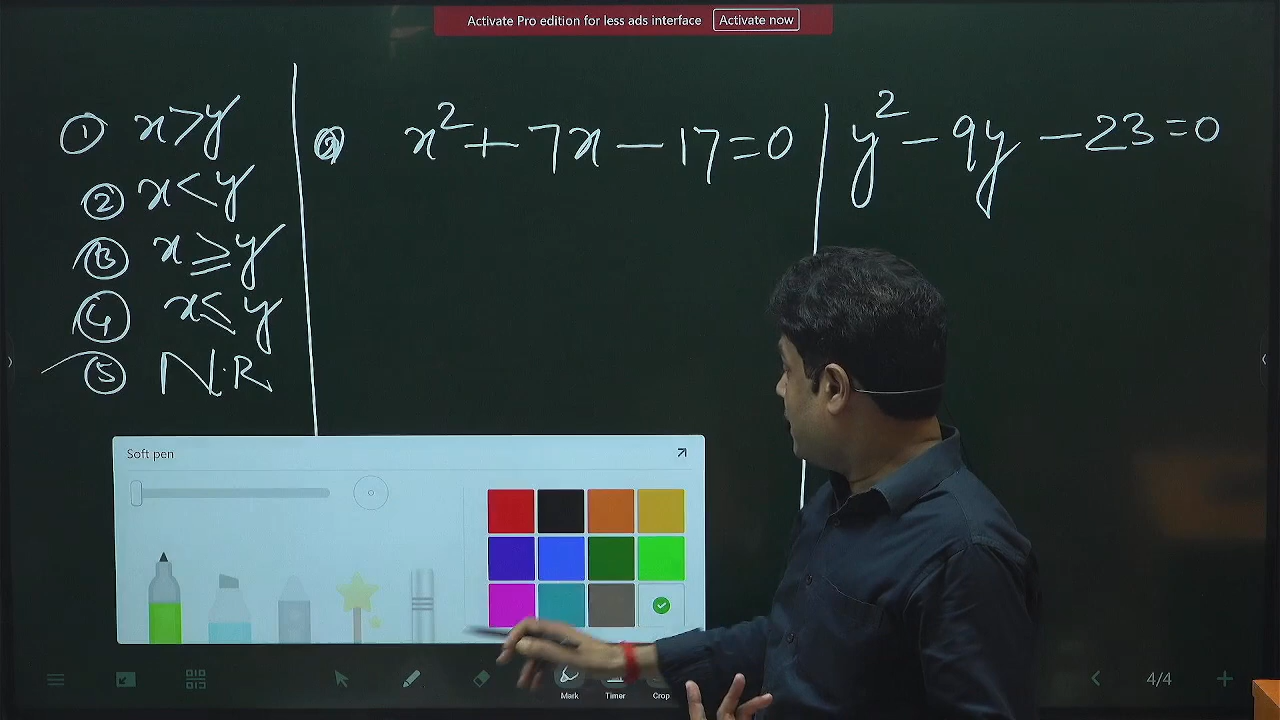 Activate Pro edition for less ads interface Activate now
① x>y
② x<y
③ x≥y
④ x≤y
⑤ N.R
x² + 7x - 17 = 0 | y² - 9y - 23 = 0
Soft pen
Mark Timer Crop
4/4